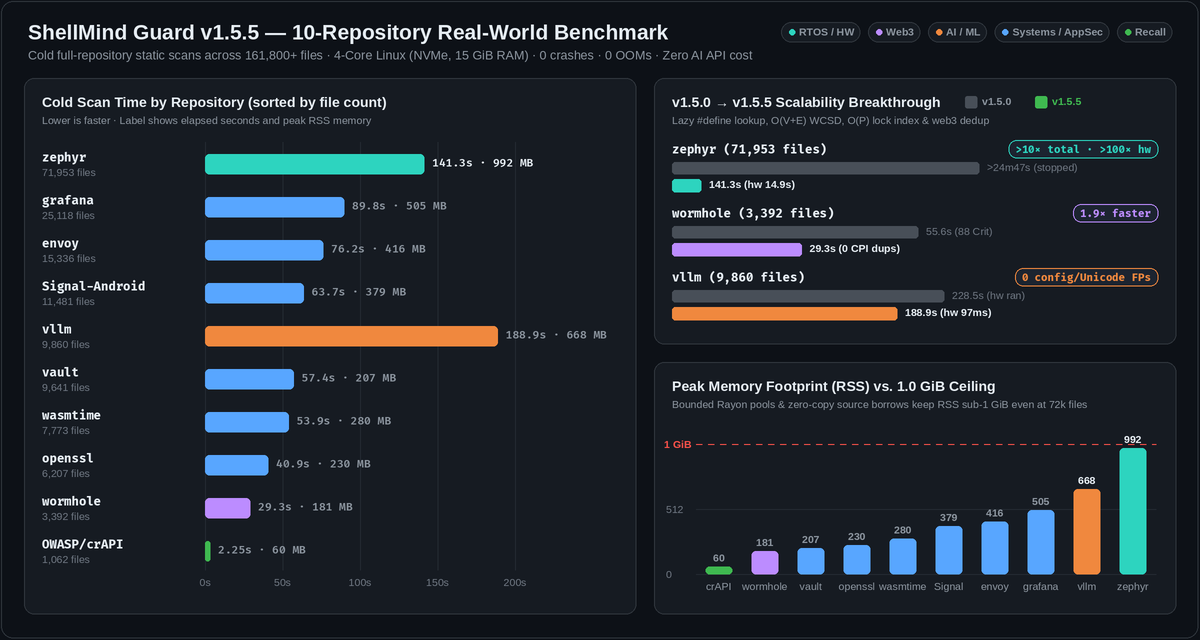 ShellMind Guard v1.5.5 — 10-Repository Real-World Benchmark
Cold full-repository static scans across 161,800+ files · 4-Core Linux (NVMe, 15 GiB RAM) · 0 crashes · 0 OOMs · Zero AI API cost
RTOS / HW
Web3
AI / ML
Systems / AppSec
Recall
Cold Scan Time by Repository (sorted by file count)
Lower is faster · Label shows elapsed seconds and peak RSS memory
zephyr
71,953 files
141.3s · 992 MB
grafana
25,118 files
89.8s · 505 MB
envoy
15,336 files
76.2s · 416 MB
Signal-Android
11,481 files
63.7s · 379 MB
vllm
9,860 files
188.9s · 668 MB
vault
9,641 files
57.4s · 207 MB
wasmtime
7,773 files
53.9s · 280 MB
openssl
6,207 files
40.9s · 230 MB
wormhole
3,392 files
29.3s · 181 MB
OWASP/crAPI
1,062 files
2.25s · 60 MB
0s 50s 100s 150s 200s
v1.5.0 → v1.5.5 Scalability Breakthrough
v1.5.0
v1.5.5
Lazy #define lookup, O(V+E) WCSD, O(P) lock index & web3 dedup
zephyr (71,953 files)
>10× total · >100× hw
>24m47s (stopped)
141.3s (hw 14.9s)
wormhole (3,392 files)
1.9× faster
55.6s (88 Crit)
29.3s (0 CPI dups)
vllm (9,860 files)
0 config/Unicode FPs
228.5s (hw ran)
188.9s (hw 97ms)
Peak Memory Footprint (RSS) vs. 1.0 GiB Ceiling
Bounded Rayon pools & zero-copy source borrows keep RSS sub-1 GiB even at 72k files
1 GiB
512
0
60
181
207
230
280
379
416
505
668
992
crAPI wormhole vault openssl wasmtime Signal envoy grafana vllm zephyr